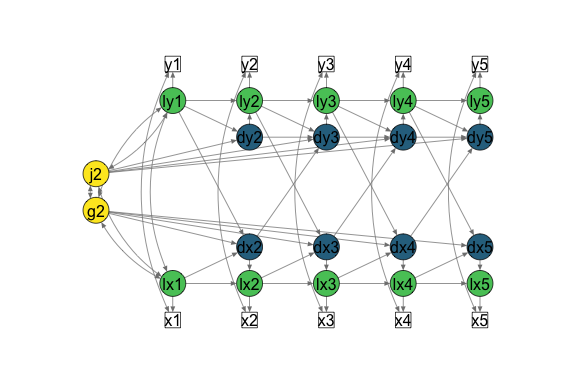 y1 y2 y3 y4 y5
ly1 ly2 ly3 ly4 ly5
dy2 dy3 dy4 dy5
j2
g2
dx2 dx3 dx4 dx5
lx1 lx2 lx3 lx4 lx5
x1 x2 x3 x4 x5